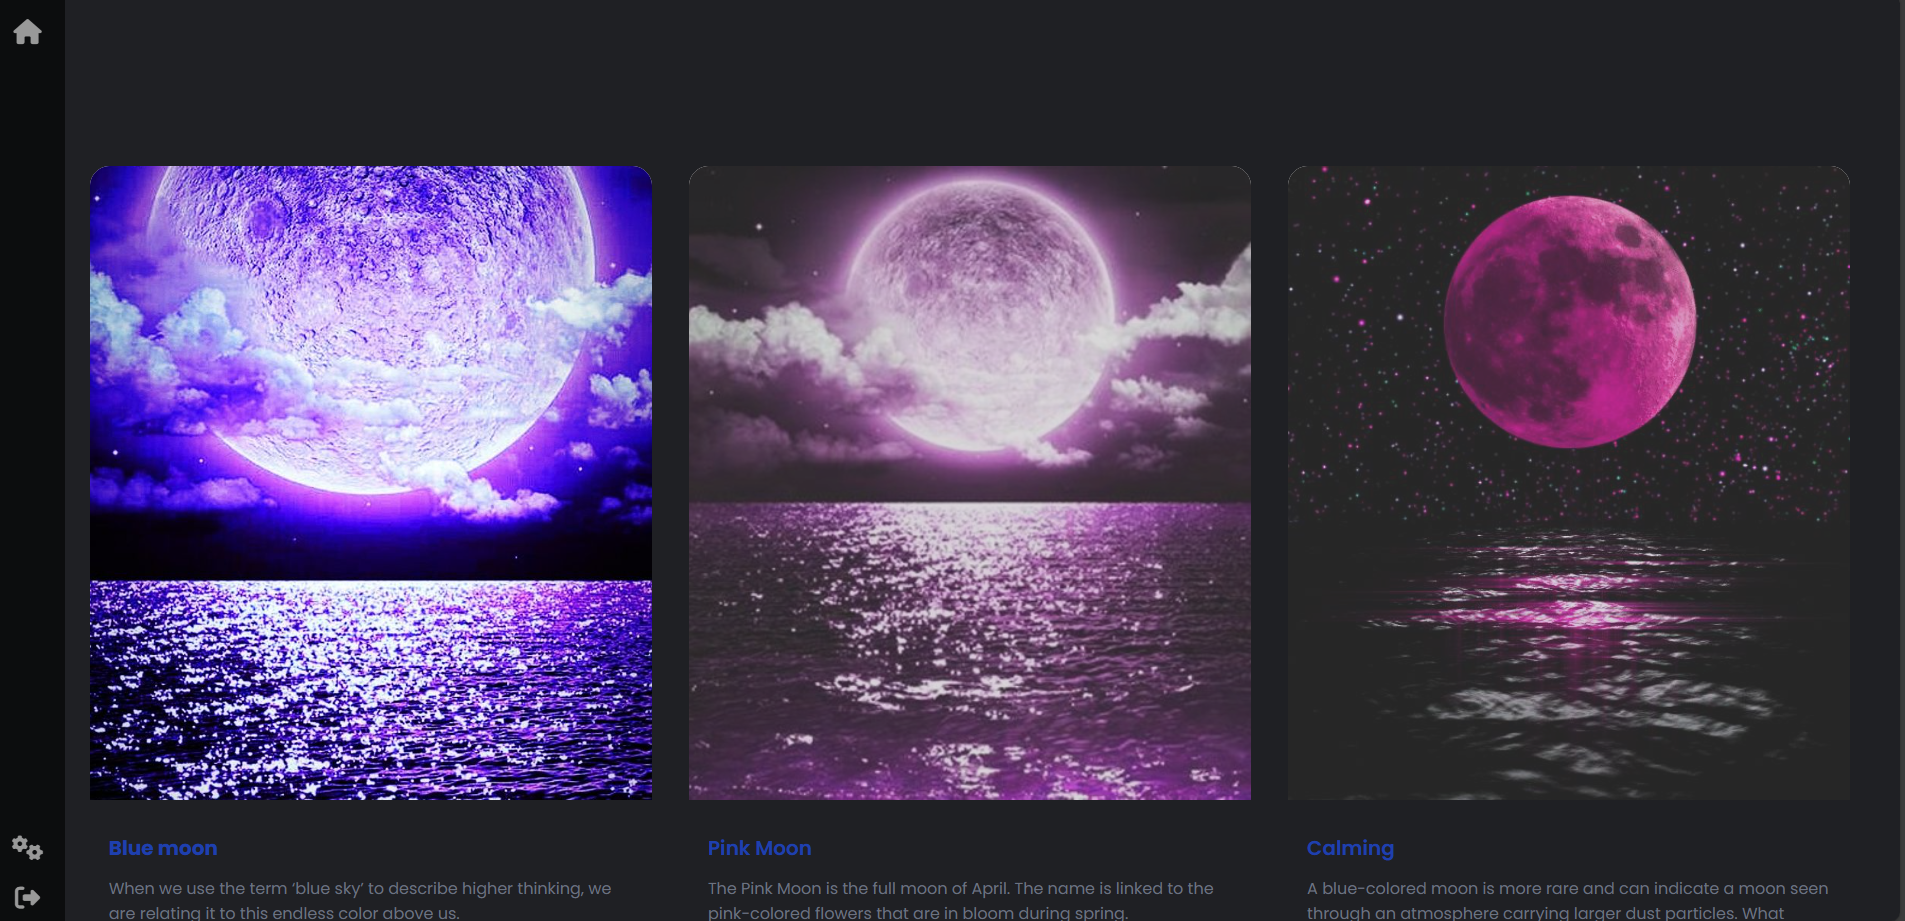 Blue moon
When we use the term ‘blue sky’ to describe higher thinking, we
are relating it to this endless color above us.
Pink Moon
The Pink Moon is the full moon of April. The name is linked to the
pink-colored flowers that are in bloom during spring.
Calming
A blue-colored moon is more rare and can indicate a moon seen
through an atmosphere carrying larger dust particles. What